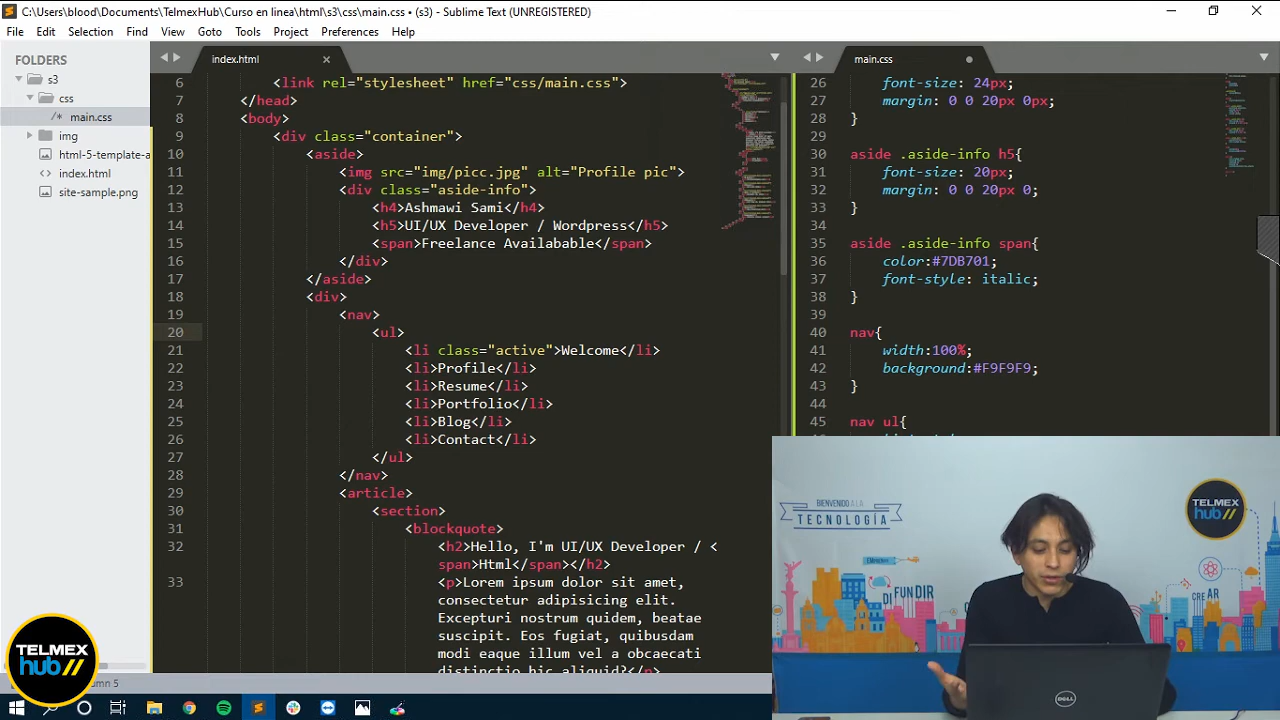 C:\Users\blood\Documents\TelmexHub\Curso en linea\html\s3\css\main.css • (s3) - Sublime Text (UNREGISTERED)
File Edit Selection Find View Goto Tools Project Preferences Help
FOLDERS
s3
css
/* main.css
img
html-5-template-a
<> index.html
site-sample.png
index.html
6 <link rel="stylesheet" href="css/main.css">
7 </head>
8 <body>
9 <div class="container">
10 <aside>
11 <img src="img/picc.jpg" alt="Profile pic">
12 <div class="aside-info">
13 <h4>Ashmawi Sami</h4>
14 <h5>UI/UX Developer / Wordpress</h5>
15 <span>Freelance Availabable</span>
16 </div>
17 </aside>
18 <div>
19 <nav>
20 <ul>
21 <li class="active">Welcome</li>
22 <li>Profile</li>
23 <li>Resume</li>
24 <li>Portfolio</li>
25 <li>Blog</li>
26 <li>Contact</li>
27 </ul>
28 </nav>
29 <article>
30 <section>
31 <blockquote>
32 <h2>Hello, I'm UI/UX Developer / <
span>Html</span></h2>
33 <p>Lorem ipsum dolor sit amet,
consectetur adipisicing elit.
Excepturi nostrum quidem, beatae
suscipit. Eos fugiat, quibusdam
modi eaque illum vel a obcaecati
distinctio hic aliquid?</p>
main.css
26 font-size: 24px;
27 margin: 0 0 20px 0px;
28 }
29
30 aside .aside-info h5{
31 font-size: 20px;
32 margin: 0 0 20px 0;
33 }
34
35 aside .aside-info span{
36 color:#7DB701;
37 font-style: italic;
38 }
39
40 nav{
41 width:100%;
42 background:#F9F9F9;
43 }
44
45 nav ul{
BIENVENIDO A LA
TECNOLOGÍA
DIFUNDIR
CREAR
TELMEX
hub//
DELL
TELMEX
hub//
mn 5